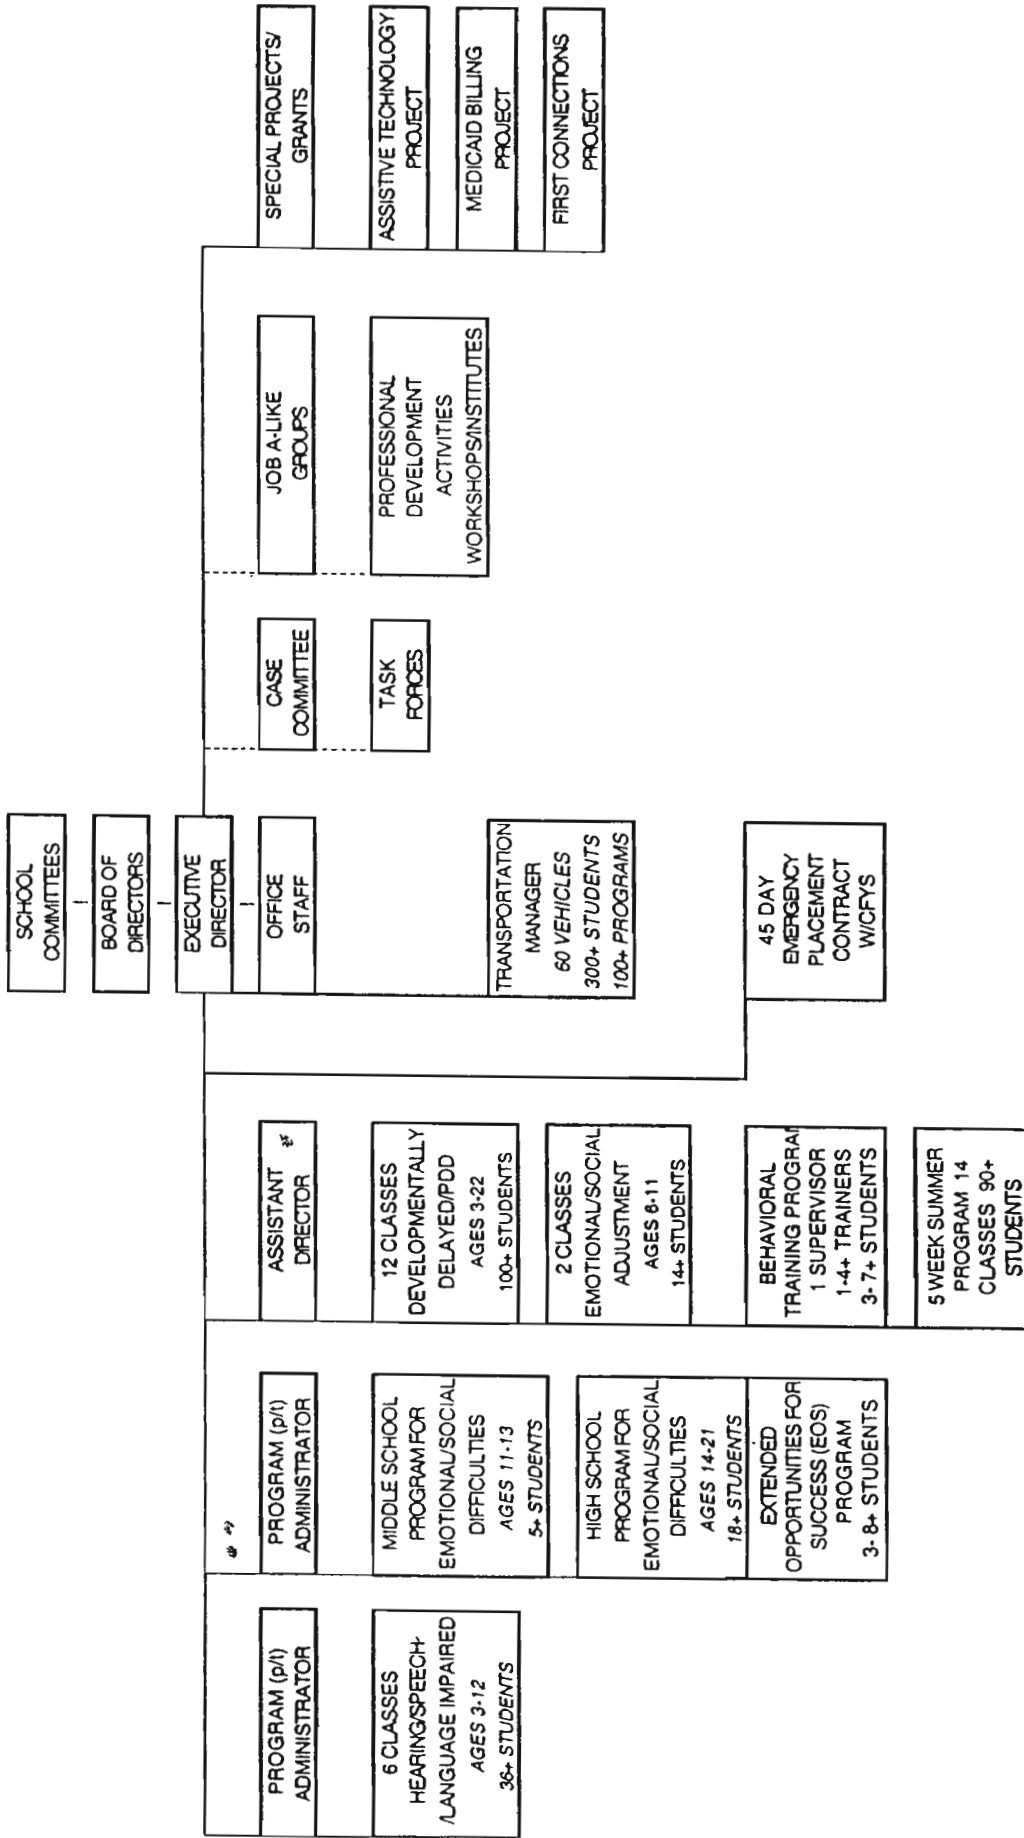 SCHOOL
COMMITTEES
BOARD OF
DIRECTORS
EXECUTIVE
DIRECTOR
OFFICE
STAFF
PROGRAM (p/t)
ADMINISTRATOR
6 CLASSES
HEARING/SPEECH-
/LANGUAGE IMPAIRED
AGES 3-12
36+ STUDENTS
PROGRAM (p/t)
ADMINISTRATOR
MIDDLE SCHOOL
PROGRAM FOR
EMOTIONAL/SOCIAL
DIFFICULTIES
AGES 11-13
5+ STUDENTS
HIGH SCHOOL
PROGRAM FOR
EMOTIONAL/SOCIAL
DIFFICULTIES
AGES 14-21
18+ STUDENTS
EXTENDED
OPPORTUNITIES FOR
SUCCESS (EOS)
PROGRAM
3- 8+ STUDENTS
ASSISTANT
DIRECTOR
12 CLASSES
DEVELOPMENTALLY
DELAYED/PDD
AGES 3-22
100+ STUDENTS
2 CLASSES
EMOTIONAL/SOCIAL
ADJUSTMENT
AGES 6-11
14+ STUDENTS
BEHAVIORAL
TRAINING PROGRAM
1 SUPERVISOR
1-4+ TRAINERS
3- 7+ STUDENTS
5 WEEK SUMMER
PROGRAM 14
CLASSES 90+
STUDENTS
TRANSPORTATION
MANAGER
60 VEHICLES
300+ STUDENTS
100+ PROGRAMS
45 DAY
EMERGENCY
PLACEMENT
CONTRACT
W/CFYS
CASE
COMMITTEE
TASK
FORCES
JOB A-LIKE
GROUPS
PROFESSIONAL
DEVELOPMENT
ACTIVITIES
WORKSHOPS/INSTITUTES
SPECIAL PROJECTS/
GRANTS
ASSISTIVE TECHNOLOGY
PROJECT
MEDICAID BILLING
PROJECT
FIRST CONNECTIONS
PROJECT